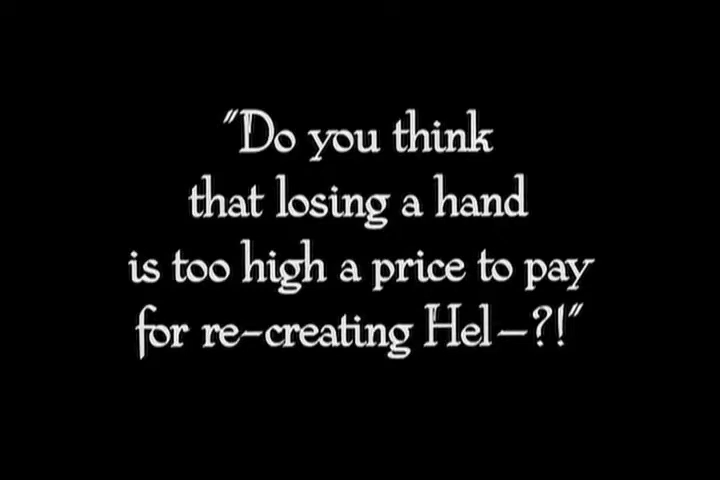 "Do you think
that losing a hand
is too high a price to pay
for re-creating Hel—?!"